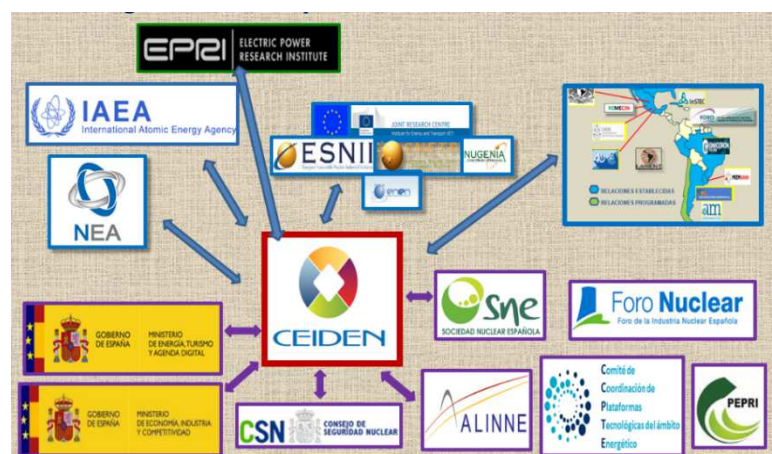 EPRI
ELECTRIC POWER
RESEARCH INSTITUTE
IAEA
International Atomic Energy Agency
JOINT RESEARCH CENTRE
ESNII
NUGENIA
NEA
InSTEC
RELACIONES ESTABLECIDAS
RELACIONES PROGRAMADAS
am
CEIDEN
sne
SOCIEDAD NUCLEAR ESPAÑOLA
Foro Nuclear
Foro de la Industria Nuclear Española
GOBIERNO
DE ESPAÑA
MINISTERIO
DE ENERGÍA, TURISMO
Y AGENDA DIGITAL
GOBIERNO
DE ESPAÑA
MINISTERIO
DE ECONOMÍA, INDUSTRIA
Y COMPETITIVIDAD
CSN
CONSEJO DE
SEGURIDAD NUCLEAR
ALINNE
Comité de
Coordinación de
Plataformas
Tecnológicas del ámbito
Energético
PEPRI